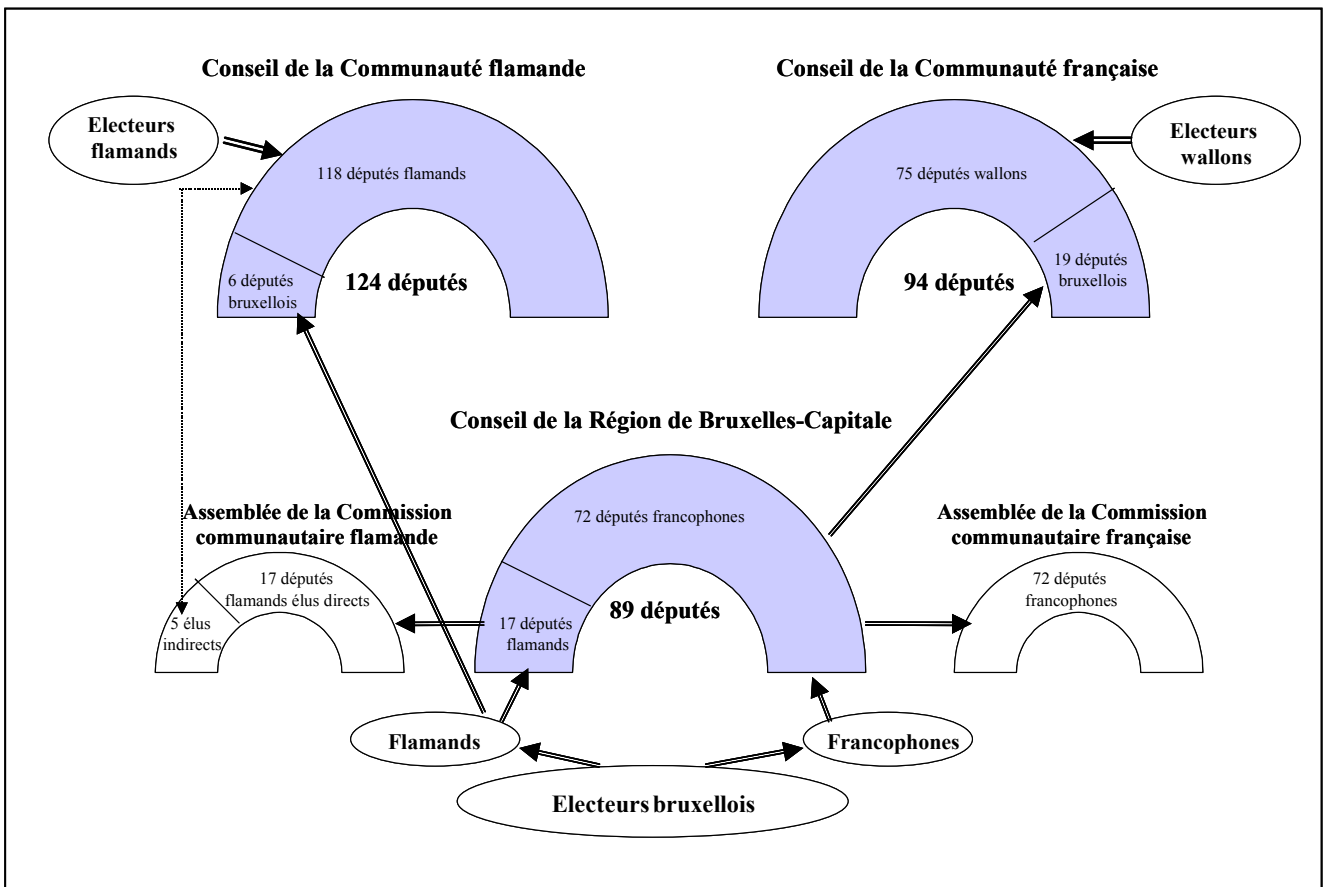 Conseil de la Communauté flamande
Conseil de la Communauté française
Electeurs
flamands
Electeurs
wallons
118 députés flamands
75 députés wallons
6 députés
bruxellois
124 députés
94 députés
19 députés
bruxellois
Conseil de la Région de Bruxelles-Capitale
Assemblée de la Commission
communautaire flamande
72 députés francophones
Assemblée de la Commission
communautaire française
17 députés
flamands élus directs
5 élus
indirects
17 députés
flamands
89 députés
72 députés
francophones
Flamands
Francophones
Electeurs bruxellois